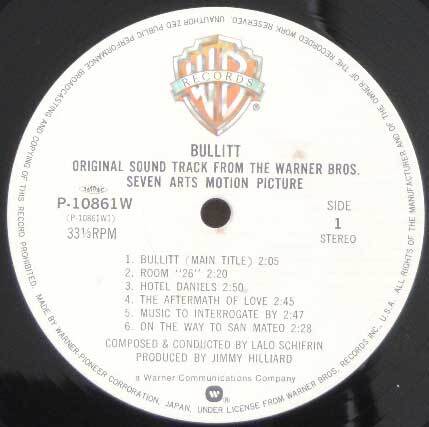 WB
RECORDS
®
BULLITT
ORIGINAL SOUND TRACK FROM THE WARNER BROS.
SEVEN ARTS MOTION PICTURE
P-10861W
(P-10861W1)
33⅓RPM
SIDE
1
STEREO
1. BULLITT (MAIN TITLE) 2:05
2. ROOM "26" 2:20
3. HOTEL DANIELS 2:50
4. THE AFTERMATH OF LOVE 2:45
5. MUSIC TO INTERROGATE BY 2:47
6. ON THE WAY TO SAN MATEO 2:28
COMPOSED & CONDUCTED BY LALO SCHIFRIN
PRODUCED BY JIMMY HILLIARD
a Warner Communications Company
W
®
MADE BY WARNER-PIONEER CORPORATION, JAPAN, UNDER LICENSE FROM WARNER BROS. RECORDS INC., U.S.A. ALL RIGHTS OF THE MANUFACTURER AND OF THE OWNER OF THE RECORDED WORK RESERVED. UNAUTHORIZED PUBLIC PERFORMANCE BROADCASTING AND COPYING OF THIS RECORD PROHIBITED.